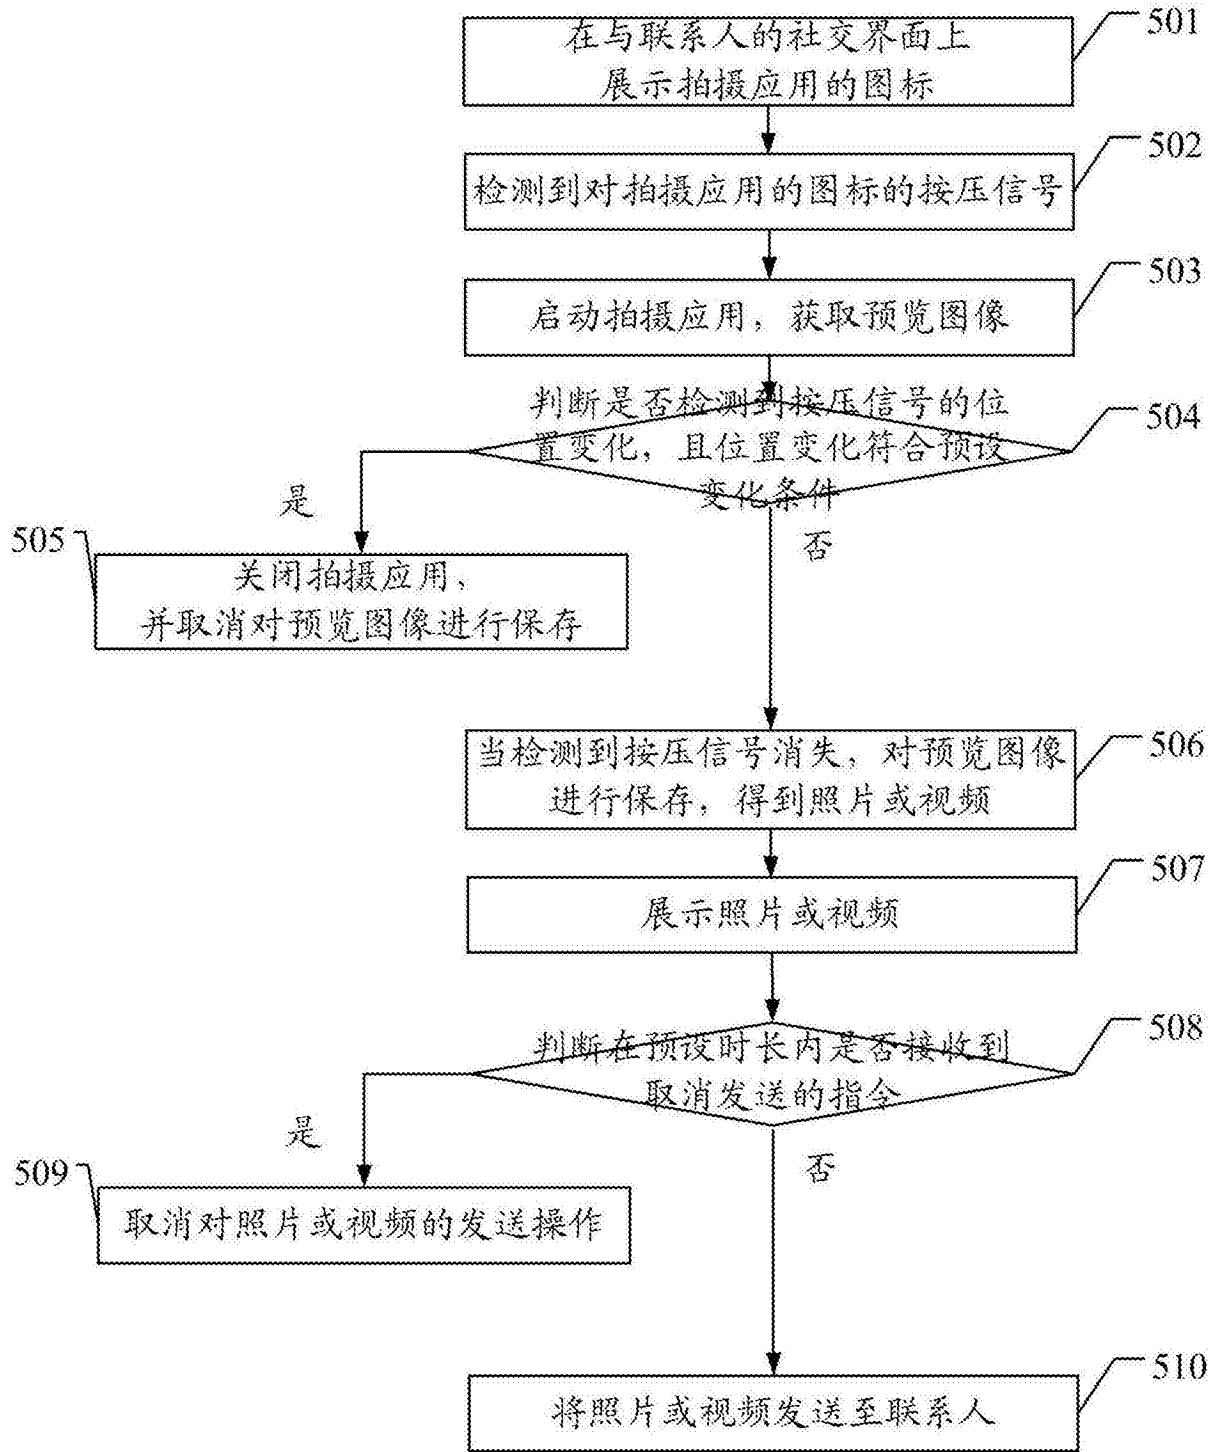 501
在与联系人的社交界面上
展示拍摄应用的图标
502
检测到对拍摄应用的图标的按压信号
503
启动拍摄应用，获取预览图像
504
判断是否检测到按压信号的位
置变化，且位置变化符合预设
变化条件
是
否
505
关闭拍摄应用，
并取消对预览图像进行保存
506
当检测到按压信号消失，对预览图像
进行保存，得到照片或视频
507
展示照片或视频
508
判断在预设时长内是否接收到
取消发送的指令
是
否
509
取消对照片或视频的发送操作
510
将照片或视频发送至联系人